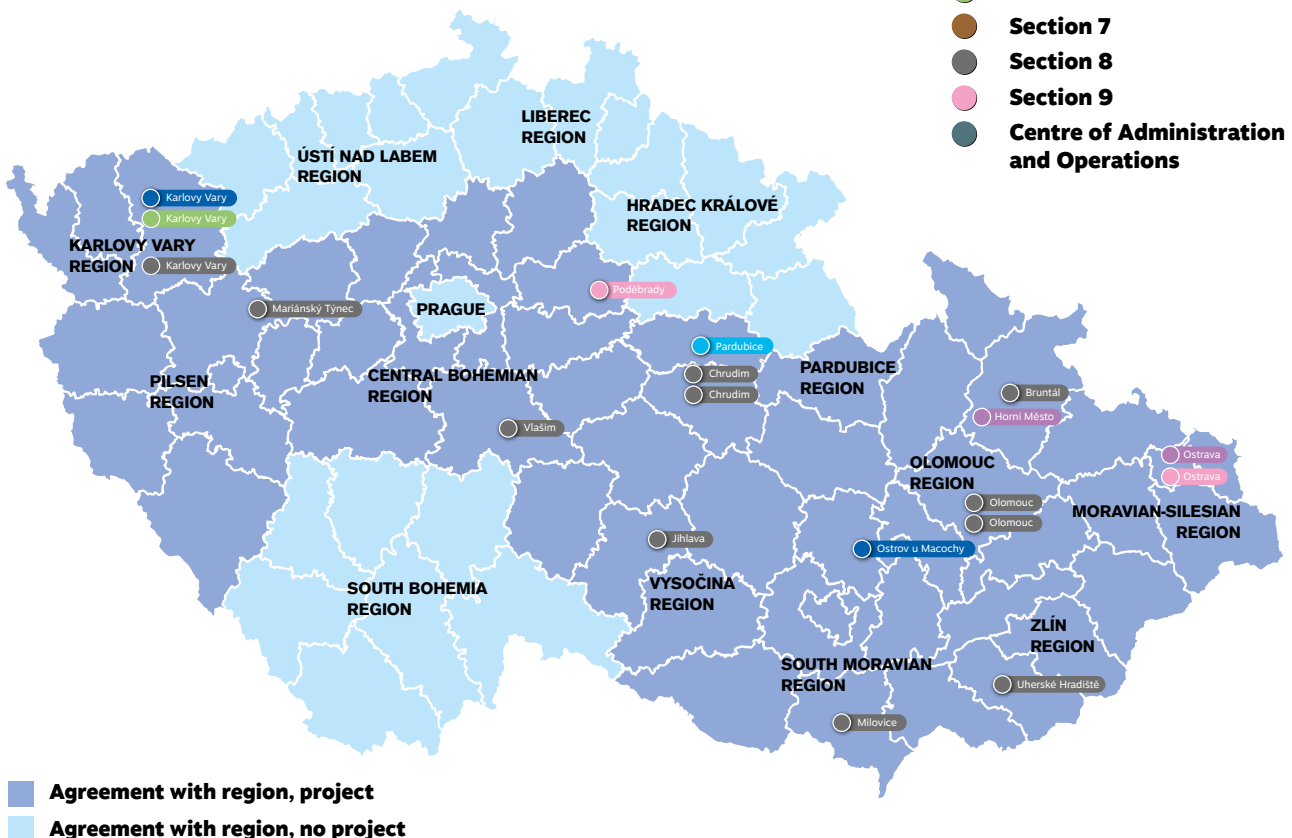 Section 7
Section 8
Section 9
Centre of Administration
and Operations
LIBEREC
REGION
ÚSTÍ NAD LABEM
REGION
Karlovy Vary
Karlovy Vary
HRADEC KRÁLOVÉ
REGION
KARLOVY VARY
REGION
Karlovy Vary
Poděbrady
Mariánský Týnec
PRAGUE
Pardubice
PARDUBICE
REGION
Chrudim
Chrudim
CENTRAL BOHEMIAN
REGION
PILSEN
REGION
Bruntál
Horní Město
Vlašim
Ostrava
Ostrava
OLOMOUC
REGION
Olomouc
Olomouc
MORAVIAN-SILESIAN
REGION
Jihlava
Ostrov u Macochy
VYSOČINA
REGION
SOUTH BOHEMIA
REGION
ZLÍN
REGION
SOUTH MORAVIAN
REGION
Uherské Hradiště
Milovice
Agreement with region, project
Agreement with region, no project